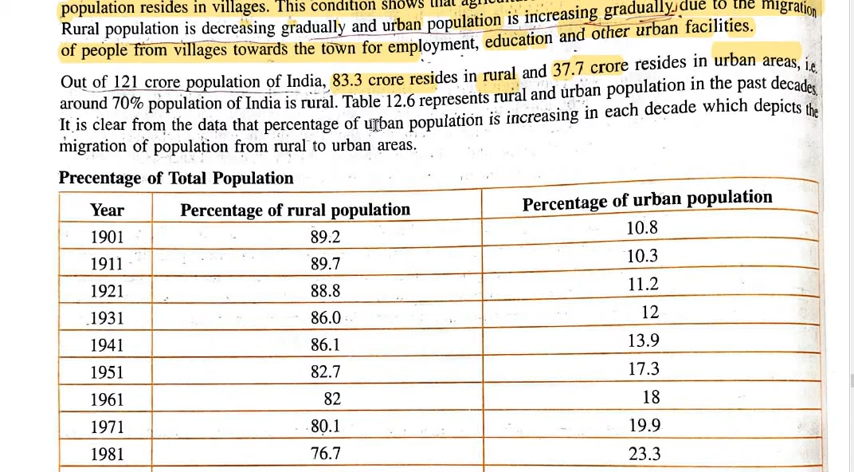 population resides in villages. This condition shows that
Rural population is decreasing gradually and urban population is increasing gradually, due to the migration
of people from villages towards the town for employment, education and other urban facilities.
Out of 121 crore population of India, 83.3 crore resides in rural and 37.7 crore resides in urban areas, i.e.
around 70% population of India is rural. Table 12.6 represents rural and urban population in the past decades.
It is clear from the data that percentage of urban population is increasing in each decade which depicts the
migration of population from rural to urban areas.
Precentage of Total Population
Year Percentage of rural population Percentage of urban population
1901 89.2 10.8
1911 89.7 10.3
1921 88.8 11.2
1931 86.0 12
1941 86.1 13.9
1951 82.7 17.3
1961 82 18
1971 80.1 19.9
1981 76.7 23.3